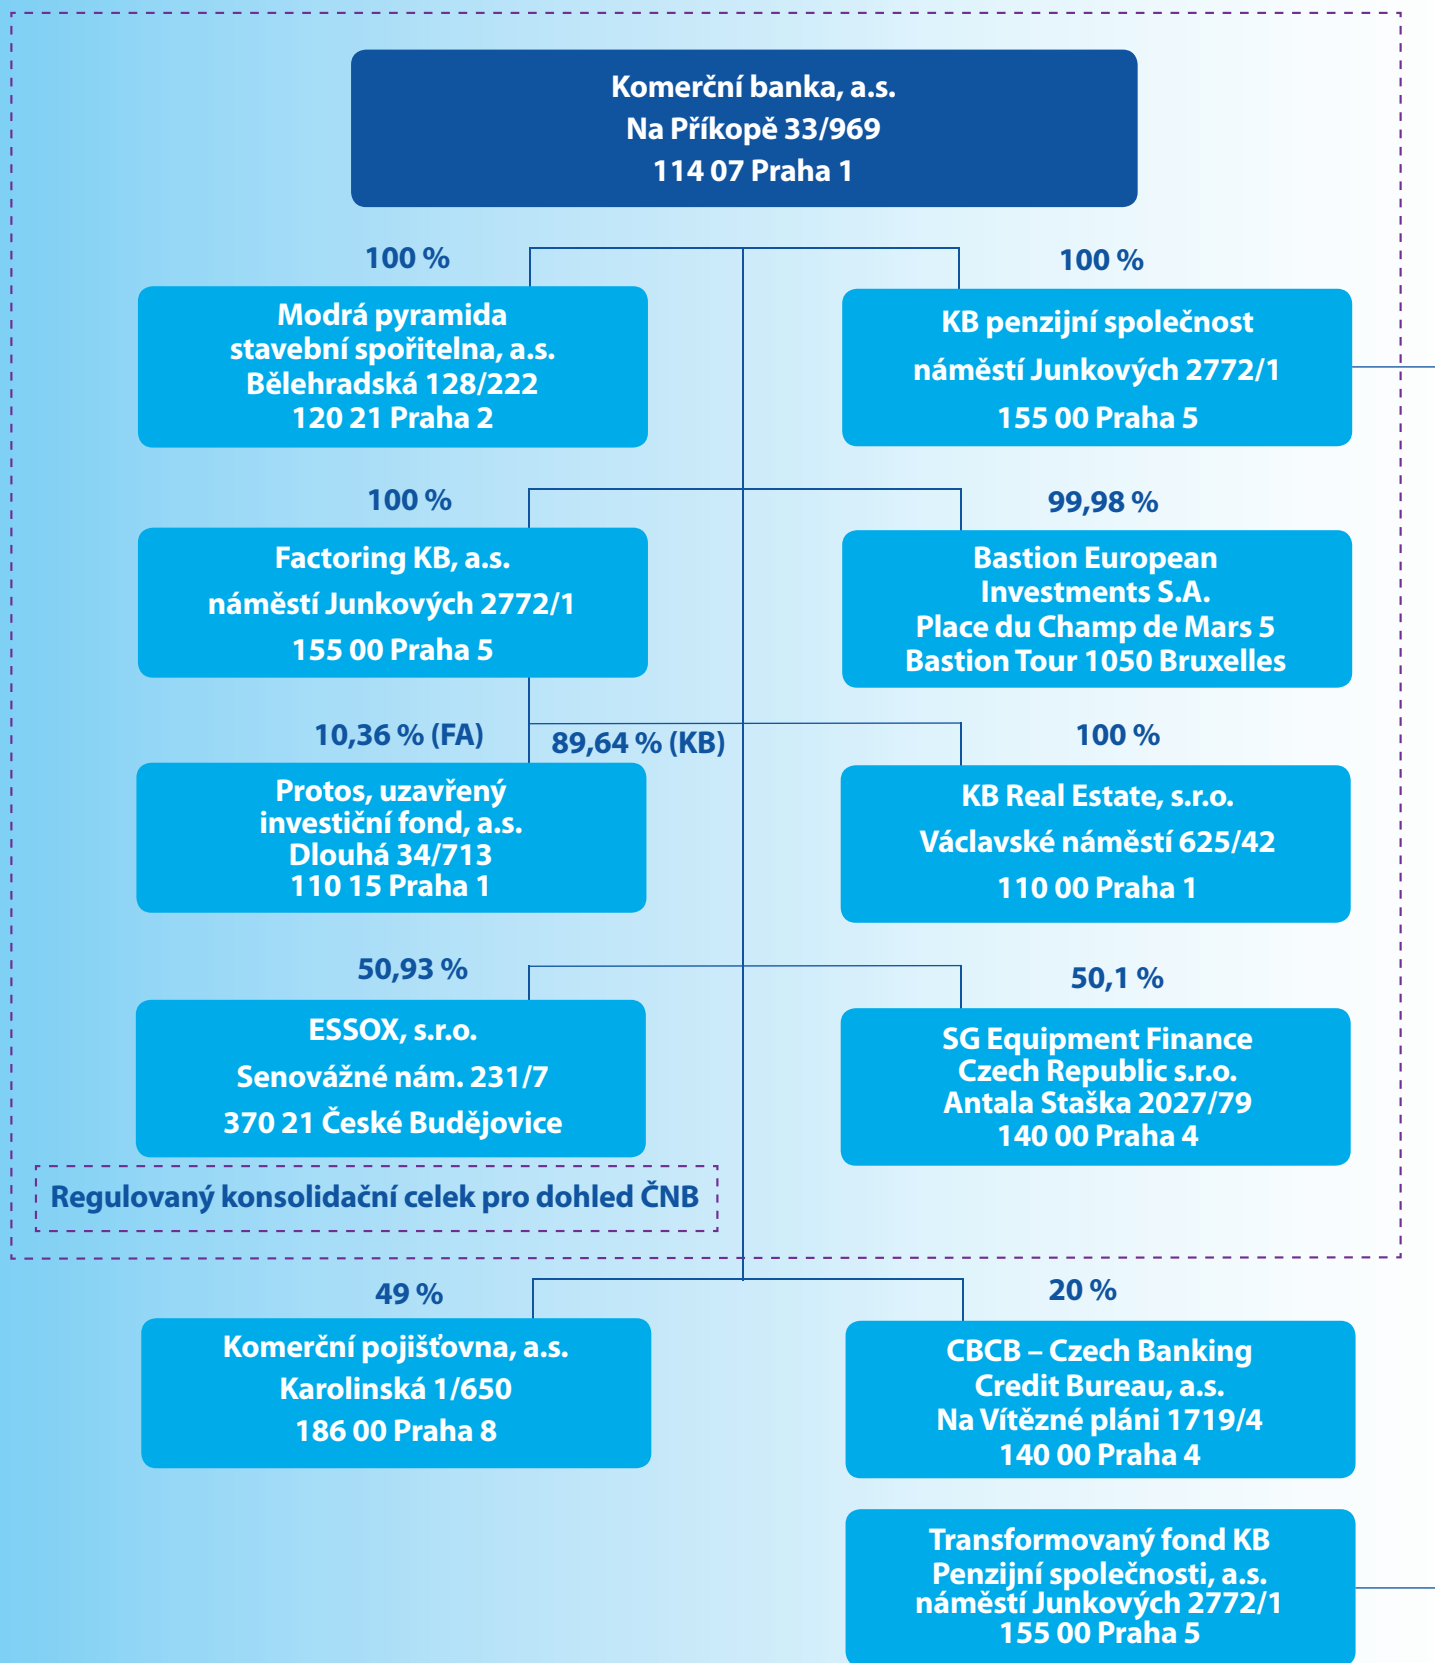 Komerční banka, a.s.
Na Příkopě 33/969
114 07 Praha 1
100 %
Modrá pyramida
stavební spořitelna, a.s.
Bělehradská 128/222
120 21 Praha 2
100 %
KB penzijní společnost
náměstí Junkových 2772/1
155 00 Praha 5
100 %
Factoring KB, a.s.
náměstí Junkových 2772/1
155 00 Praha 5
99,98 %
Bastion European
Investments S.A.
Place du Champ de Mars 5
Bastion Tour 1050 Bruxelles
10,36 % (FA)
89,64 % (KB)
Protos, uzavřený
investiční fond, a.s.
Dlouhá 34/713
110 15 Praha 1
100 %
KB Real Estate, s.r.o.
Václavské náměstí 625/42
110 00 Praha 1
50,93 %
ESSOX, s.r.o.
Senovážné nám. 231/7
370 21 České Budějovice
50,1 %
SG Equipment Finance
Czech Republic s.r.o.
Antala Staška 2027/79
140 00 Praha 4
Regulovaný konsolidační celek pro dohled ČNB
49 %
Komerční pojišťovna, a.s.
Karolinská 1/650
186 00 Praha 8
20 %
CBCB – Czech Banking
Credit Bureau, a.s.
Na Vítězné pláni 1719/4
140 00 Praha 4
Transformovaný fond KB
Penzijní společnosti, a.s.
náměstí Junkových 2772/1
155 00 Praha 5